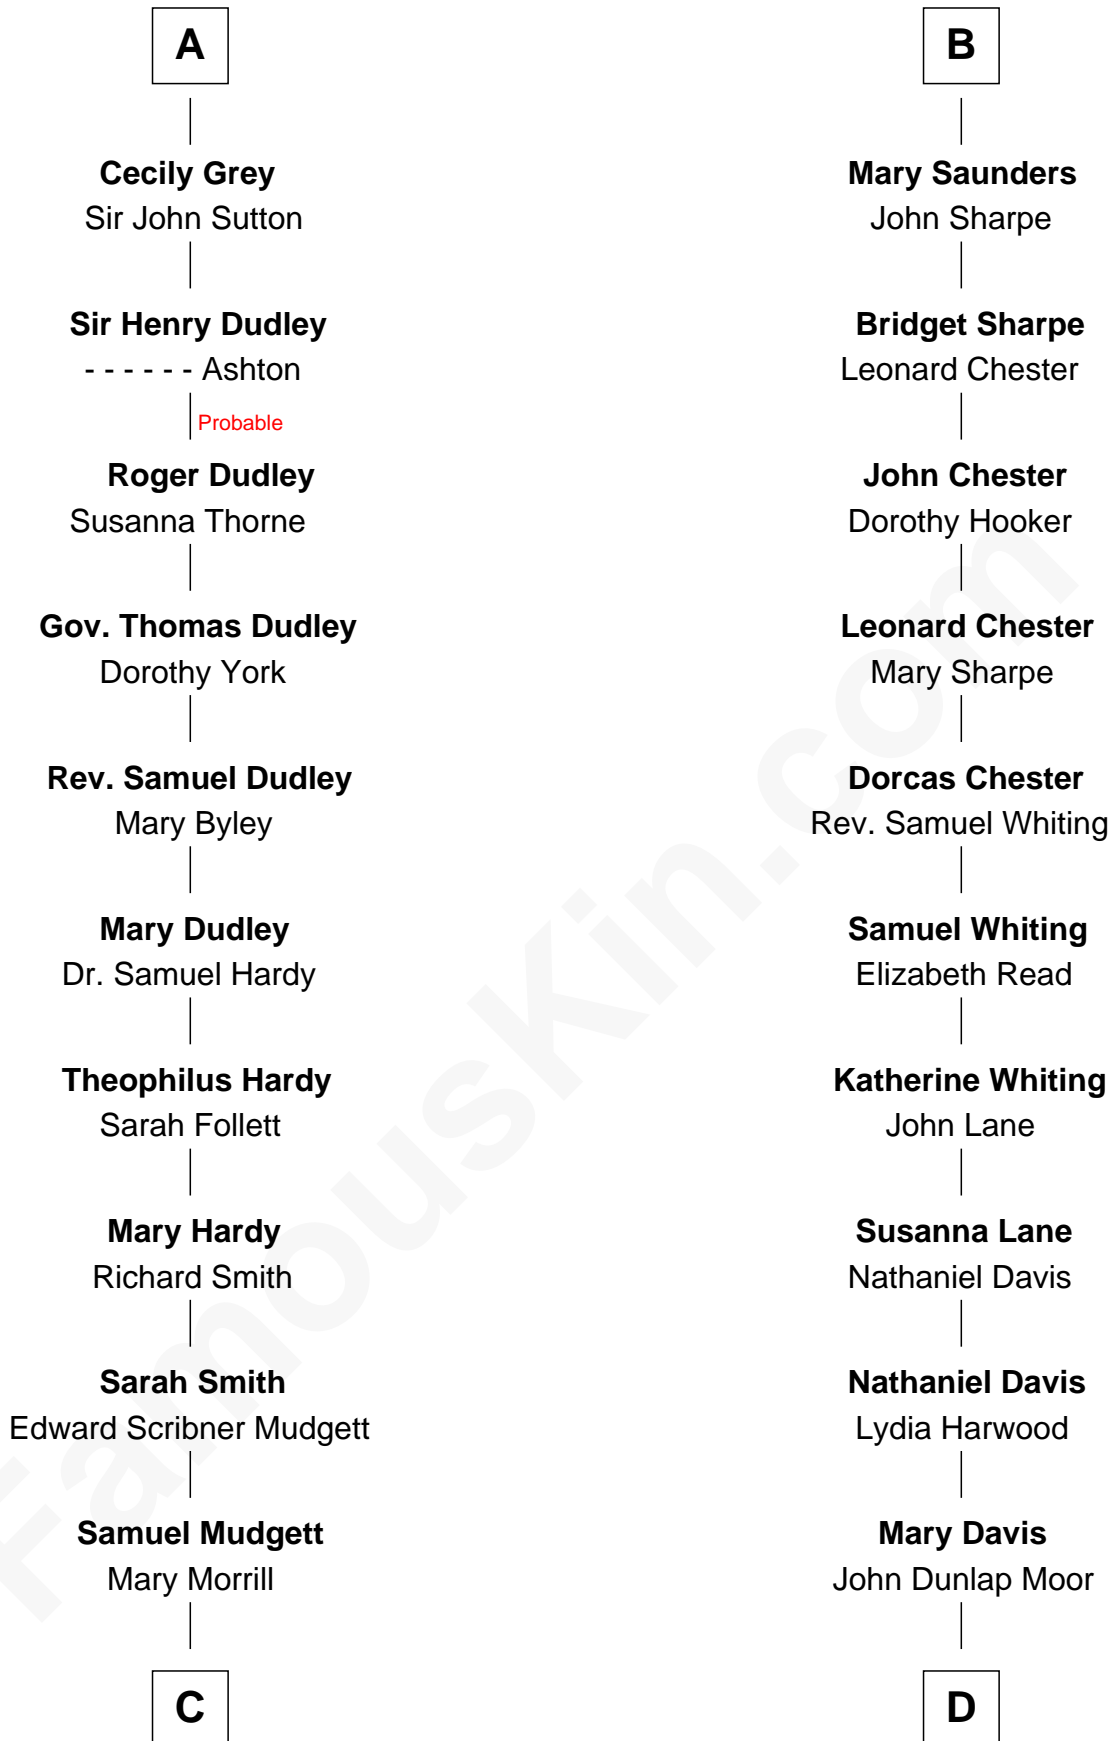 A
Cecily Grey
Sir John Sutton
Sir Henry Dudley
- - - - - - Ashton
Probable
Roger Dudley
Susanna Thorne
Gov. Thomas Dudley
Dorothy York
Rev. Samuel Dudley
Mary Byley
Mary Dudley
Dr. Samuel Hardy
Theophilus Hardy
Sarah Follett
Mary Hardy
Richard Smith
Sarah Smith
Edward Scribner Mudgett
Samuel Mudgett
Mary Morrill
C
B
Mary Saunders
John Sharpe
Bridget Sharpe
Leonard Chester
John Chester
Dorothy Hooker
Leonard Chester
Mary Sharpe
Dorcas Chester
Rev. Samuel Whiting
Samuel Whiting
Elizabeth Read
Katherine Whiting
John Lane
Susanna Lane
Nathaniel Davis
Nathaniel Davis
Lydia Harwood
Mary Davis
John Dunlap Moor
D
FamousKin.com